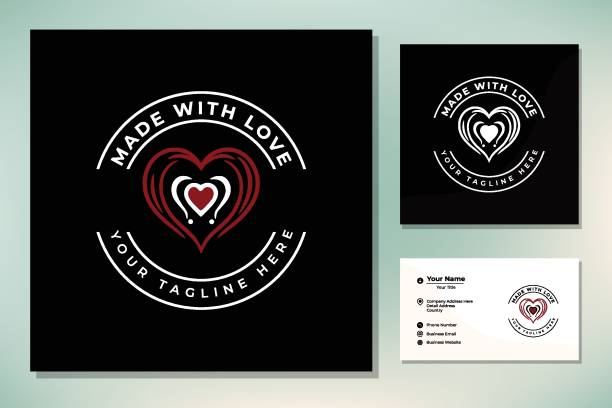 MADE WITH LOVE
YOUR TAGLINE HERE
MADE WITH LOVE
YOUR TAGLINE HERE
Your Name
Your Title
Company Address Here
Detail Address
Country
Phone Number
Business Email
Business Website
MADE WITH LOVE
YOUR TAGLINE HERE